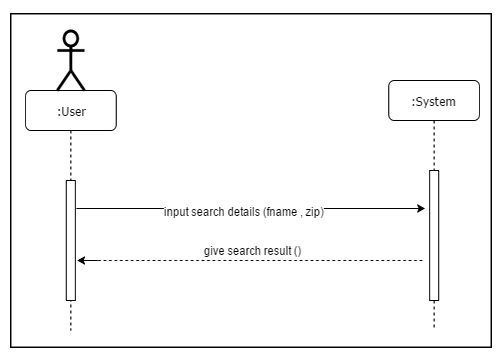 :User
:System
input search details (fname , zip)
give search result ()